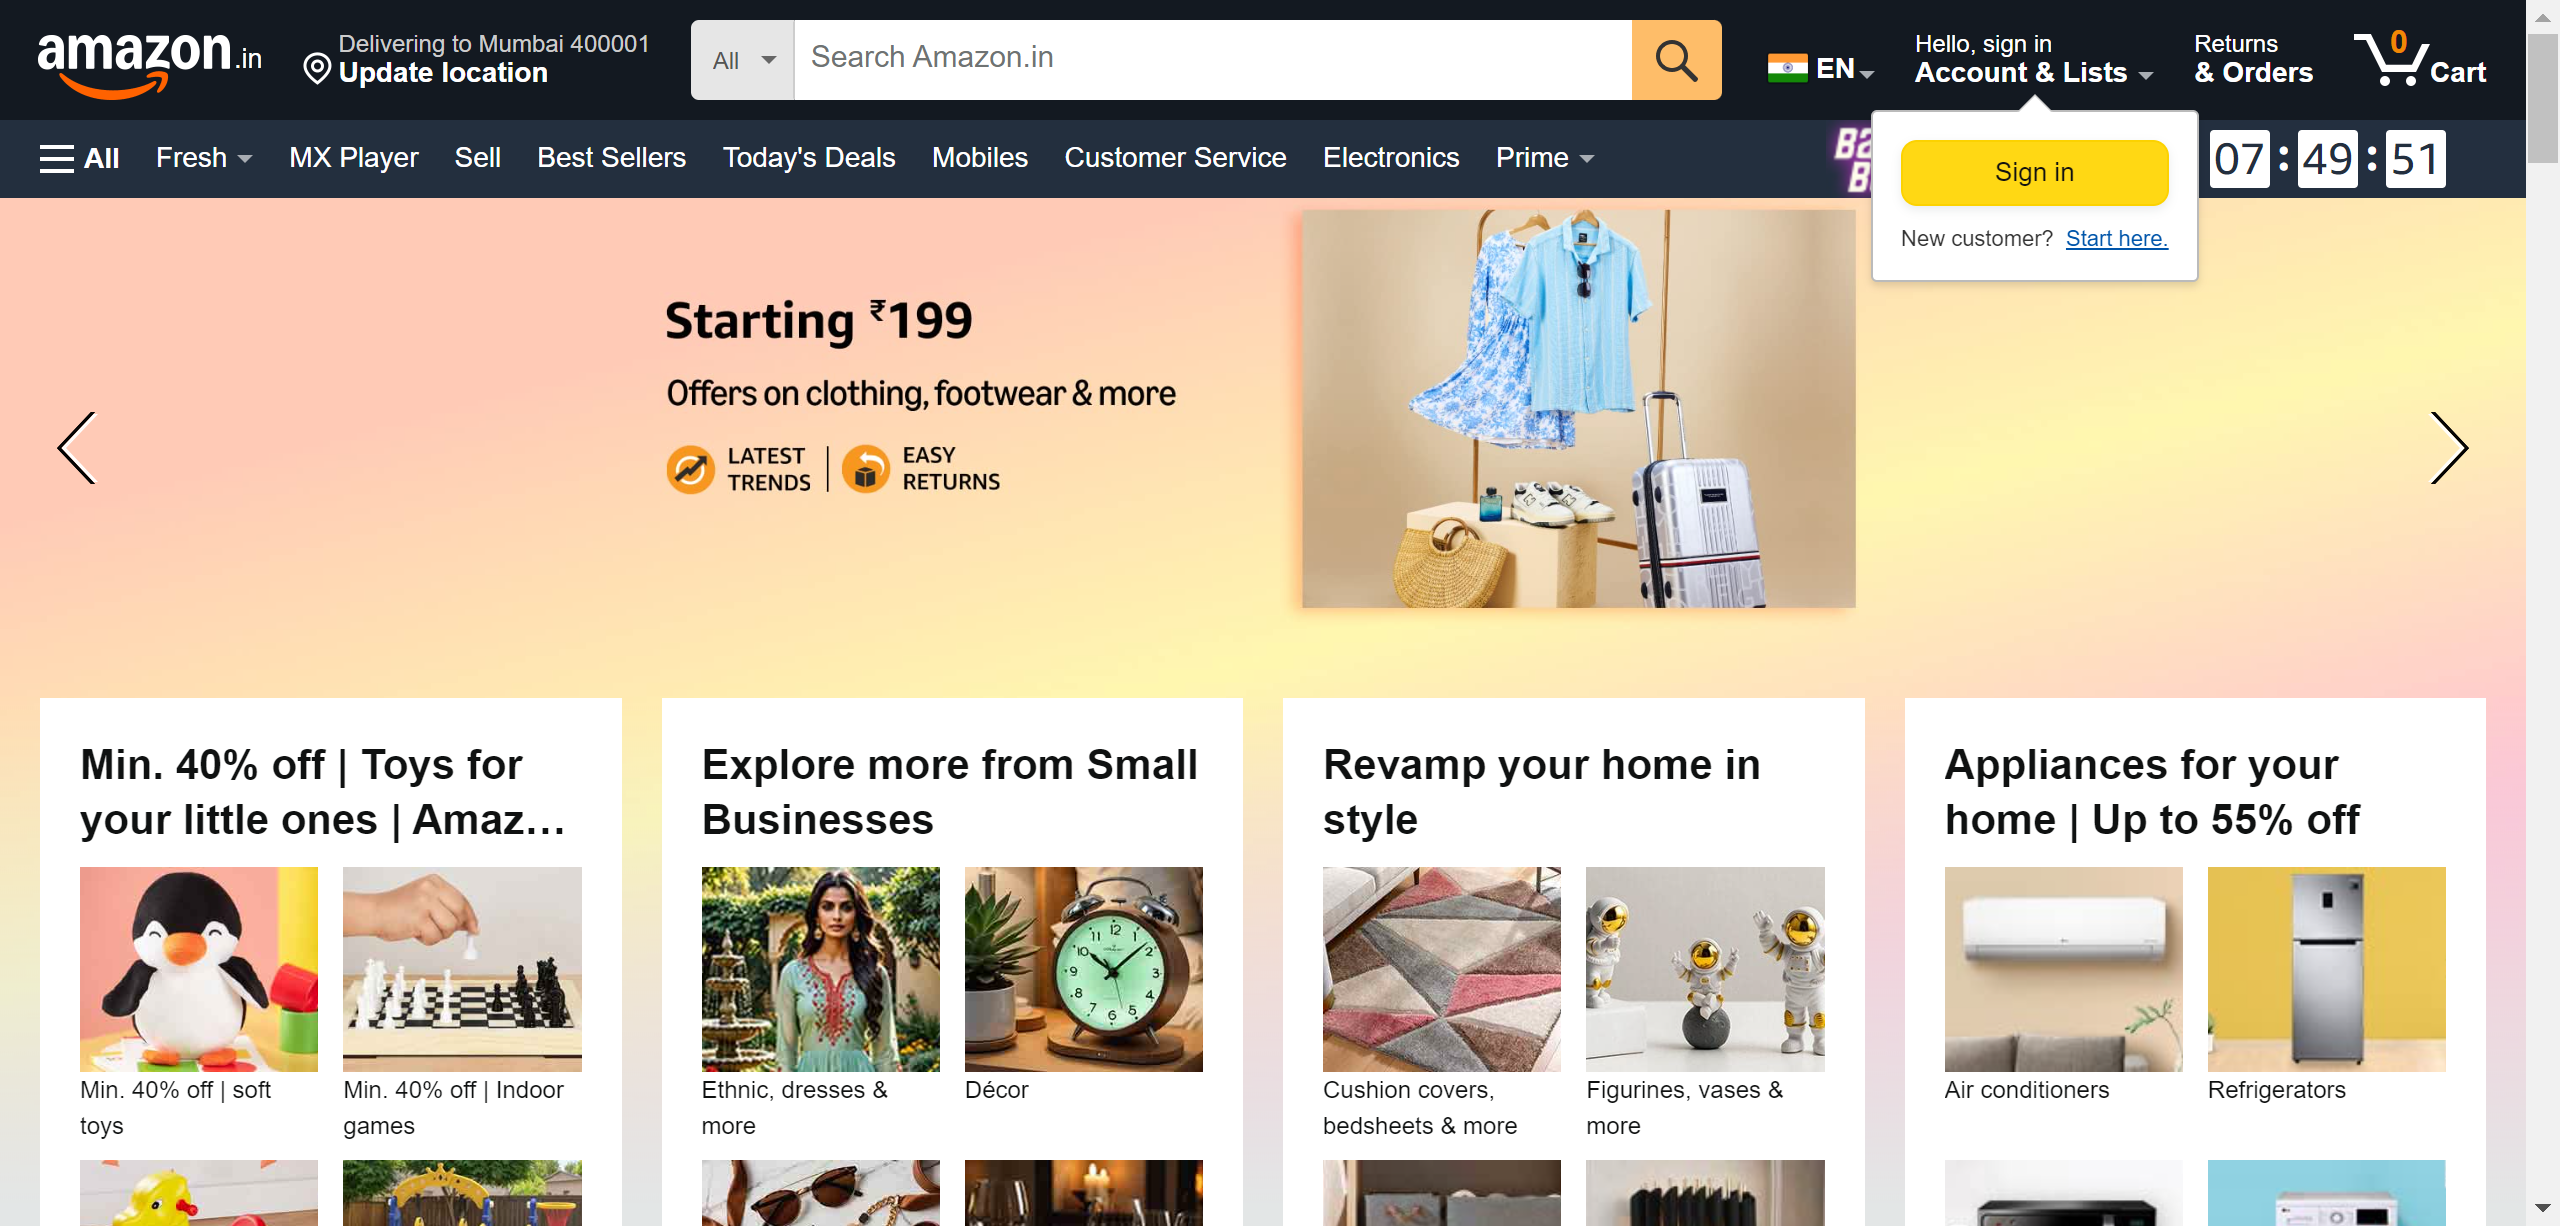 amazon.in
Delivering to Mumbai 400001
Update location
All
Search Amazon.in
EN
Hello, sign in
Account & Lists
Returns
& Orders
0
Cart
All
Fresh
MX Player
Sell
Best Sellers
Today's Deals
Mobiles
Customer Service
Electronics
Prime
07 : 49 : 51
Sign in
New customer? Start here.
Starting ₹199
Offers on clothing, footwear & more
LATEST
TRENDS
EASY
RETURNS
Min. 40% off | Toys for
your little ones | Amaz…
Min. 40% off | soft
toys
Min. 40% off | Indoor
games
Explore more from Small
Businesses
Ethnic, dresses &
more
Décor
Revamp your home in
style
Cushion covers,
bedsheets & more
Figurines, vases &
more
Appliances for your
home | Up to 55% off
Air conditioners
Refrigerators